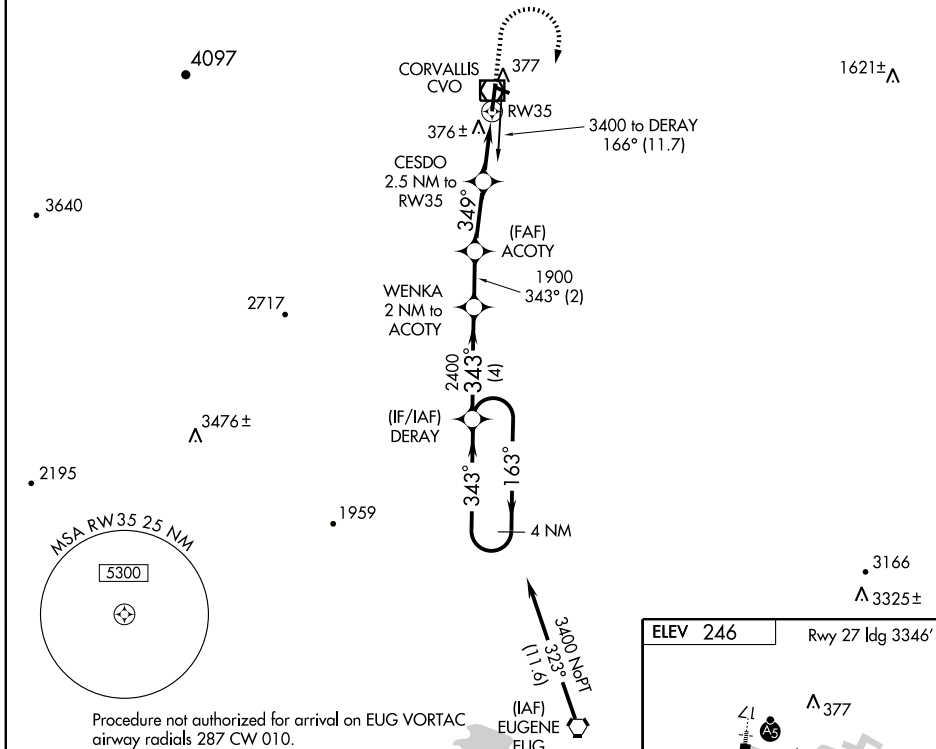 4097
CORVALLIS
CVO
377
1621±
RW35
376±
3400 to DERAY
166° (11.7)
CESDO
2.5 NM to
RW35
3640
349°
(FAF)
ACOTY
1900
343° (2)
WENKA
2 NM to
ACOTY
2717
2400
343°
(4)
(IF/IAF)
DERAY
3476±
343°
163°
2195
1959
4 NM
MSA RW35 25 NM
5300
3166
3325±
3400 NoPT
323°
(11.6)
ELEV 246
Rwy 27 ldg 3346'
(IAF)
EUGENE
EUG
377
17
A5
Procedure not authorized for arrival on EUG VORTAC
airway radials 287 CW 010.